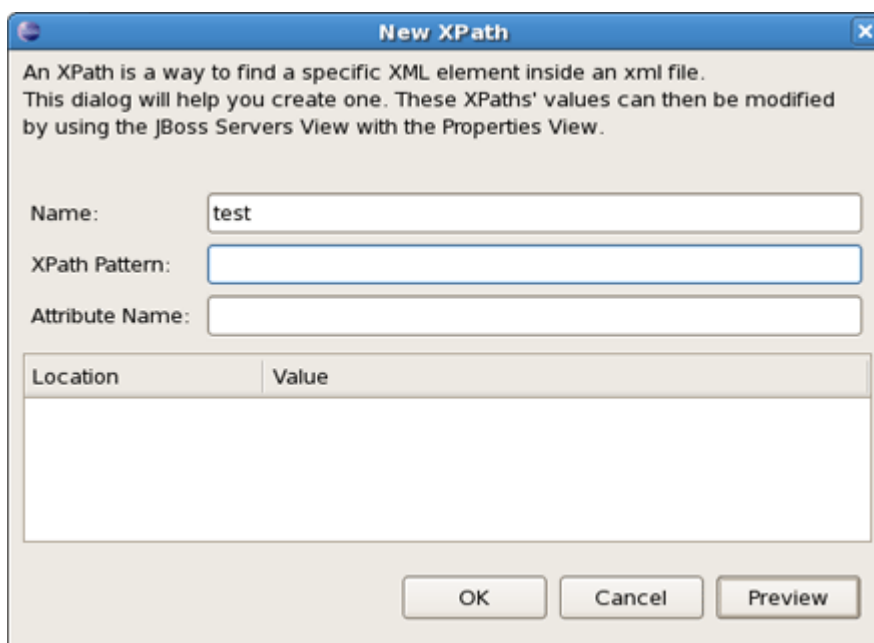 New XPath
An XPath is a way to find a specific XML element inside an xml file.
This dialog will help you create one. These XPaths' values can then be modified
by using the JBoss Servers View with the Properties View.
Name: test
XPath Pattern:
Attribute Name:
Location Value
OK Cancel Preview